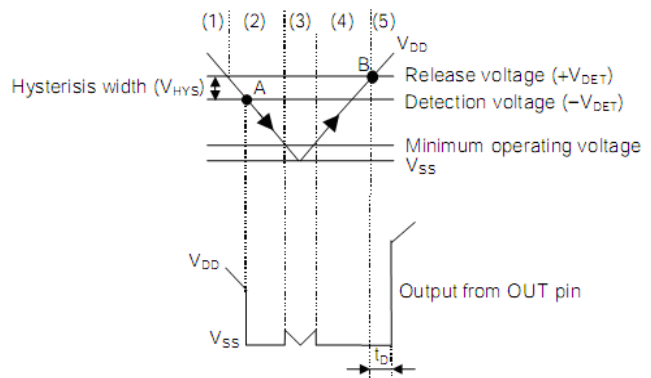 (1) (2) (3) (4) (5)
VDD
B
Release voltage (+VDET)
Hysterisis width (VHYS)
A
Detection voltage (−VDET)
Minimum operating voltage
VSS
VDD
Output from OUT pin
VSS
tD